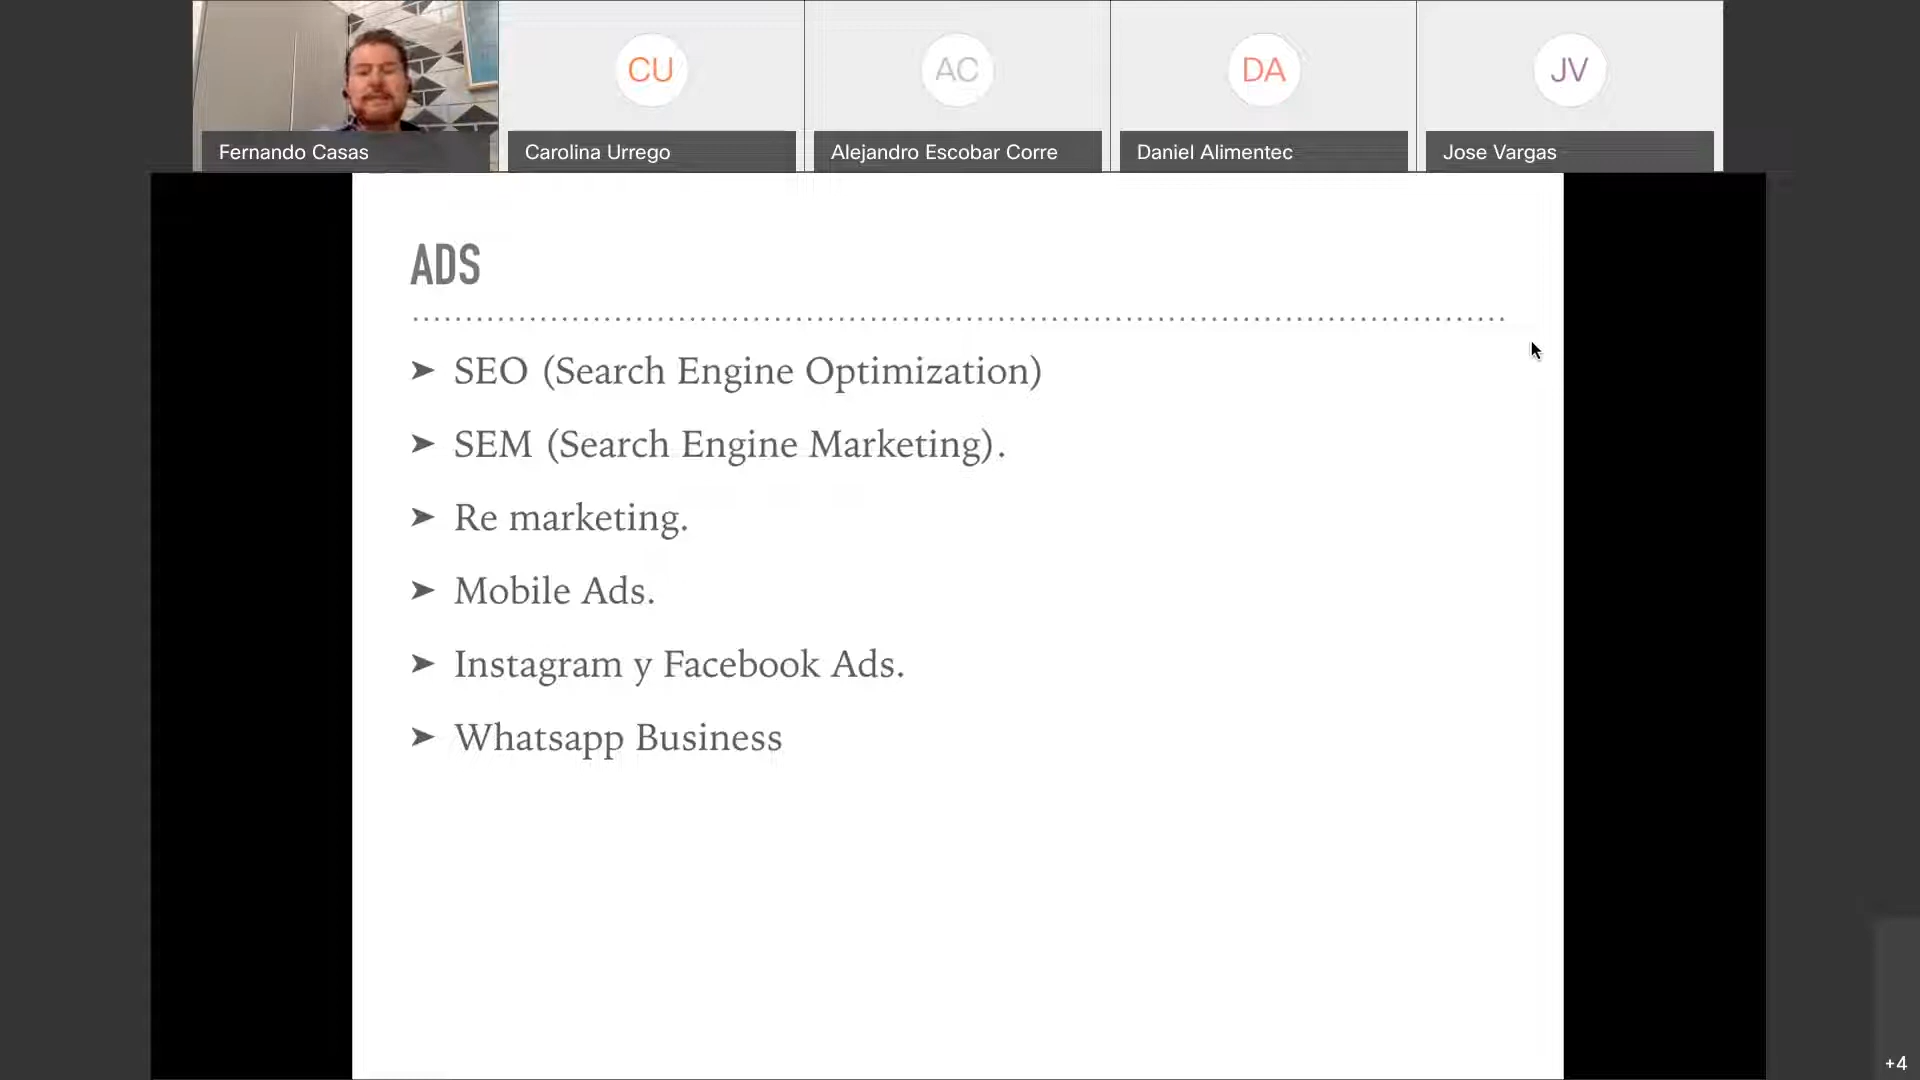 CU
AC
DA
JV
Fernando Casas
Carolina Urrego
Alejandro Escobar Corre
Daniel Alimentec
Jose Vargas
ADS
➤ SEO (Search Engine Optimization)
➤ SEM (Search Engine Marketing).
➤ Re marketing.
➤ Mobile Ads.
➤ Instagram y Facebook Ads.
➤ Whatsapp Business
+4